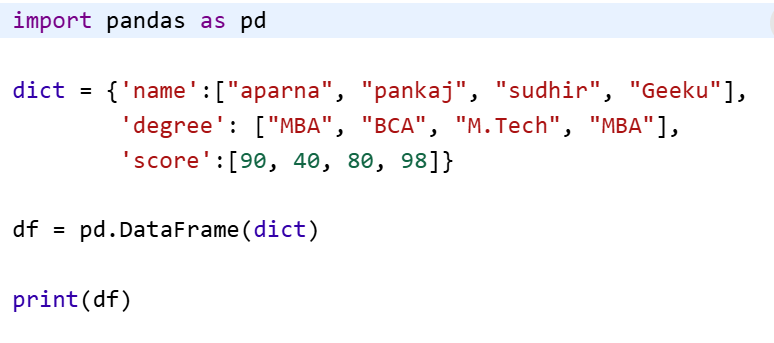 import pandas as pd
dict = {'name':["aparna", "pankaj", "sudhir", "Geeku"],
'degree': ["MBA", "BCA", "M.Tech", "MBA"],
'score':[90, 40, 80, 98]}
df = pd.DataFrame(dict)
print(df)